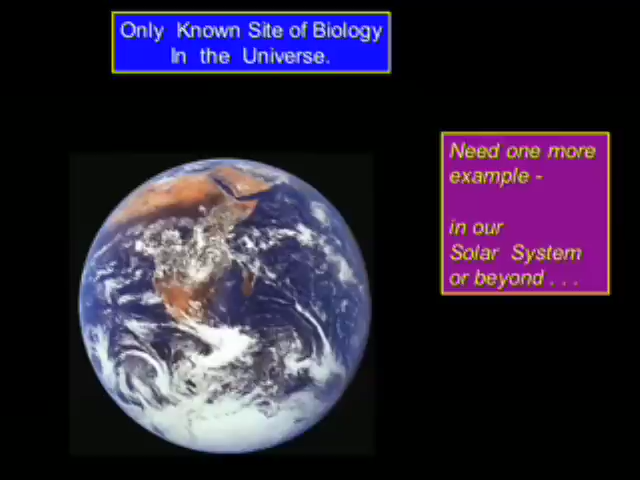 Only Known Site of Biology
In the Universe.
Need one more
example -
in our
Solar System
or beyond . . .